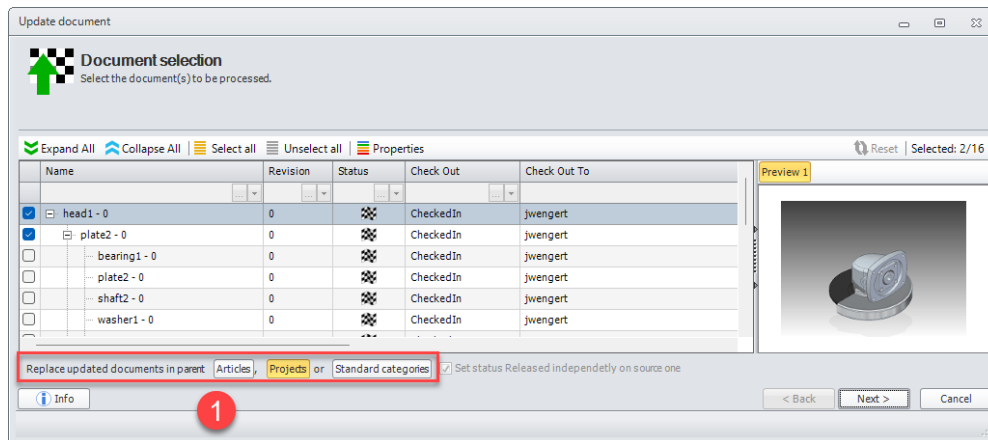 Update document
Document selection
Select the document(s) to be processed.
Expand All Collapse All Select all Unselect all Properties Reset Selected: 2/16
Name Revision Status Check Out Check Out To Preview 1
head1 - 0 0 CheckedIn jwengert
plate2 - 0 0 CheckedIn jwengert
bearing1 - 0 0 CheckedIn jwengert
plate2 - 0 0 CheckedIn jwengert
shaft2 - 0 0 CheckedIn jwengert
washer1 - 0 0 CheckedIn jwengert
Replace updated documents in parent Articles, Projects or Standard categories Set status Released independetly on source one
Info < Back Next > Cancel
1